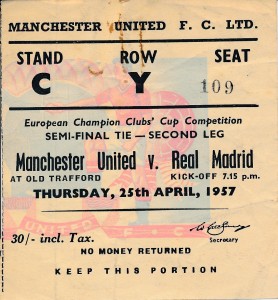 MANCHESTER UNITED F. C. LTD.
STAND ROW SEAT
C Y 109
European Champion Clubs' Cup Competition
SEMI-FINAL TIE — SECOND LEG
Manchester United v. Real Madrid
AT OLD TRAFFORD KICK-OFF 7.15 p.m.
THURSDAY, 25th APRIL, 1957
30/- incl. Tax.
Secretary
NO MONEY RETURNED
KEEP THIS PORTION